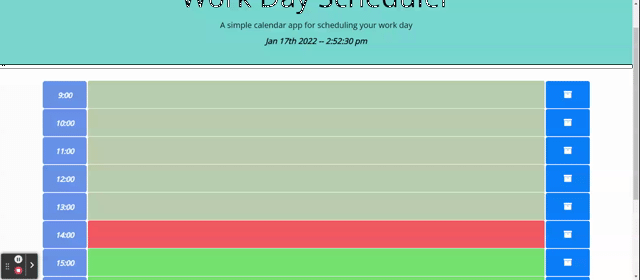 Work Day Scheduler
A simple calendar app for scheduling your work day
Jan 17th 2022 -- 2:52:30 pm
9:00
10:00
11:00
12:00
13:00
14:00
15:00